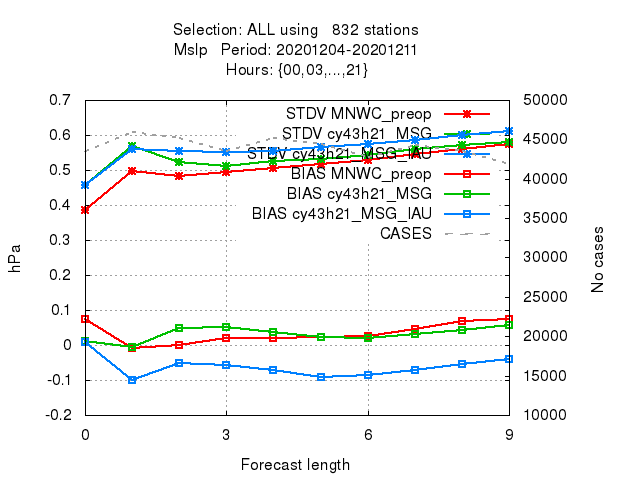 Selection: ALL using   832 stations
Mslp   Period: 20201204-20201211
Hours: {00,03,...,21}
hPa
No cases
0.7
0.6
0.5
0.4
0.3
0.2
0.1
0
-0.1
-0.2
50000
45000
40000
35000
30000
25000
20000
15000
10000
STDV MNWC_preop
STDV cy43h21_MSG
STDV cy43h21_MSG_IAU
BIAS MNWC_preop
BIAS cy43h21_MSG
BIAS cy43h21_MSG_IAU
CASES
0 3 6 9
Forecast length